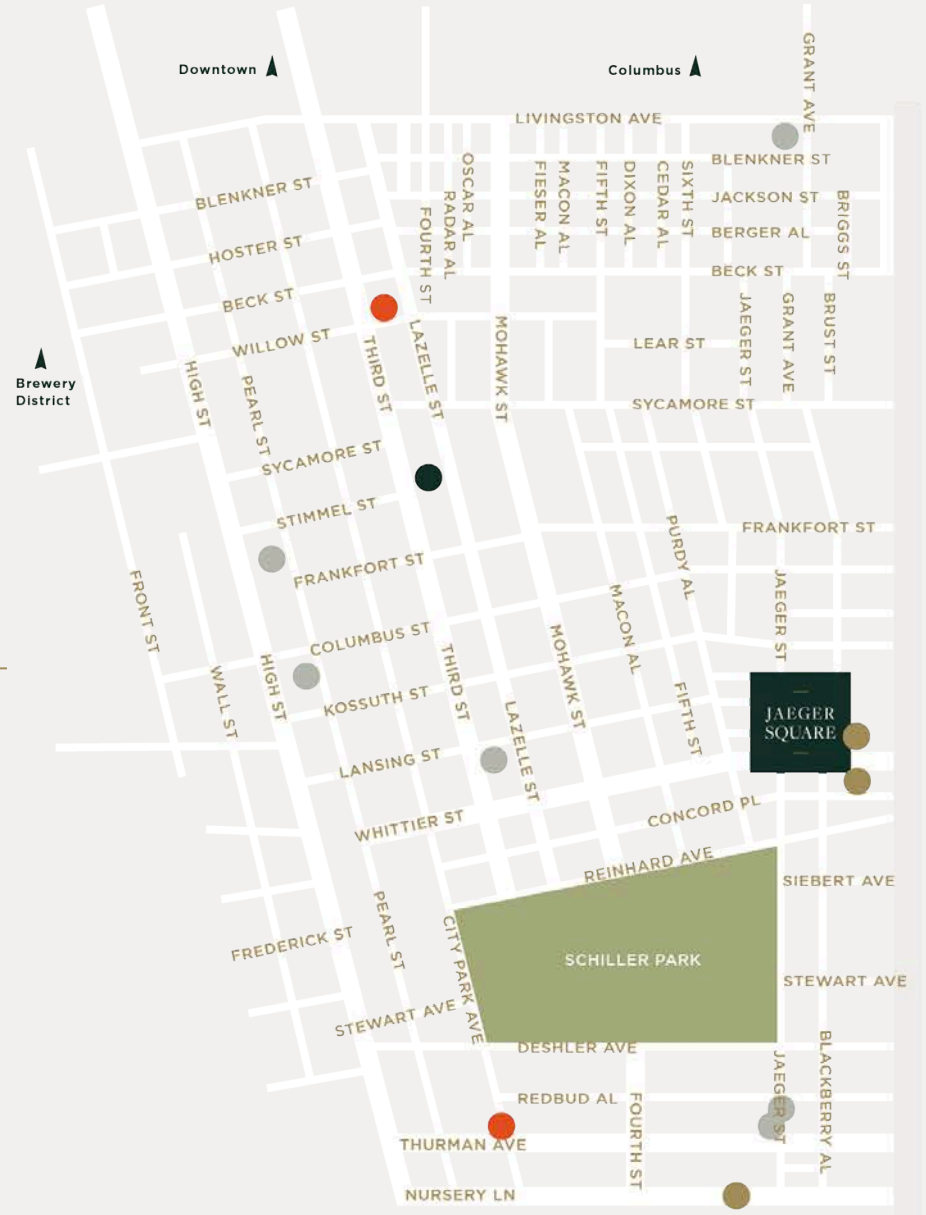 GRANT AVE
Downtown
Columbus
LIVINGSTON AVE
BLENKNER ST
OSCAR AL
FIESER AL
MACON AL
FIFTH ST
DIXON AL
CEDAR AL
SIXTH ST
BLENKNER ST
RADAR AL
JACKSON ST
BRIGGS ST
FOURTH ST
BERGER AL
HOSTER ST
BECK ST
BECK ST
JAEGER ST
GRANT AVE
BRUST ST
WILLOW ST
THIRD ST
LAZELLE ST
MOHAWK ST
LEAR ST
Brewery
District
HIGH ST
PEARL ST
SYCAMORE ST
SYCAMORE ST
STIMMEL ST
PURDY AL
FRANKFORT ST
FRANKFORT ST
FRONT ST
JAEGER ST
MACON AL
COLUMBUS ST
MOHAWK ST
THIRD ST
HIGH ST
WALL ST
KOSSUTH ST
FIFTH ST
LAZELLE ST
JAEGER
SQUARE
LANSING ST
WHITTIER ST
CONCORD PL
REINHARD AVE
SIEBERT AVE
PEARL ST
CITY PARK AVE
FREDERICK ST
SCHILLER PARK
STEWART AVE
STEWART AVE
DESHLER AVE
BLACKBERRY AL
JAEGER ST
REDBUD AL
FOURTH ST
THURMAN AVE
NURSERY LN